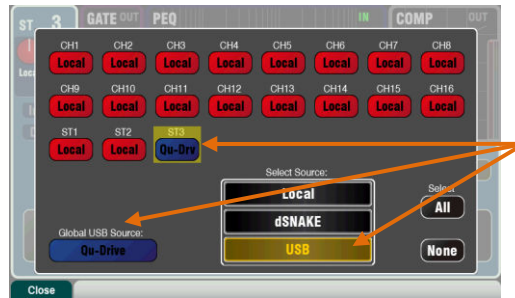 ST 3 GATE OUT PEQ IN COMP OUT
CH1 CH2 CH3 CH4 CH5 CH6 CH7 CH8
Local Local Local Local Local Local Local Local
CH9 CH10 CH11 CH12 CH13 CH14 CH15 CH16
Local Local Local Local Local Local Local Local
ST1 ST2 ST3
Local Local Qu-Drv
Select Source:
Local
Select
All
dSNAKE
Global USB Source:
Qu-Drive
USB
None
Close